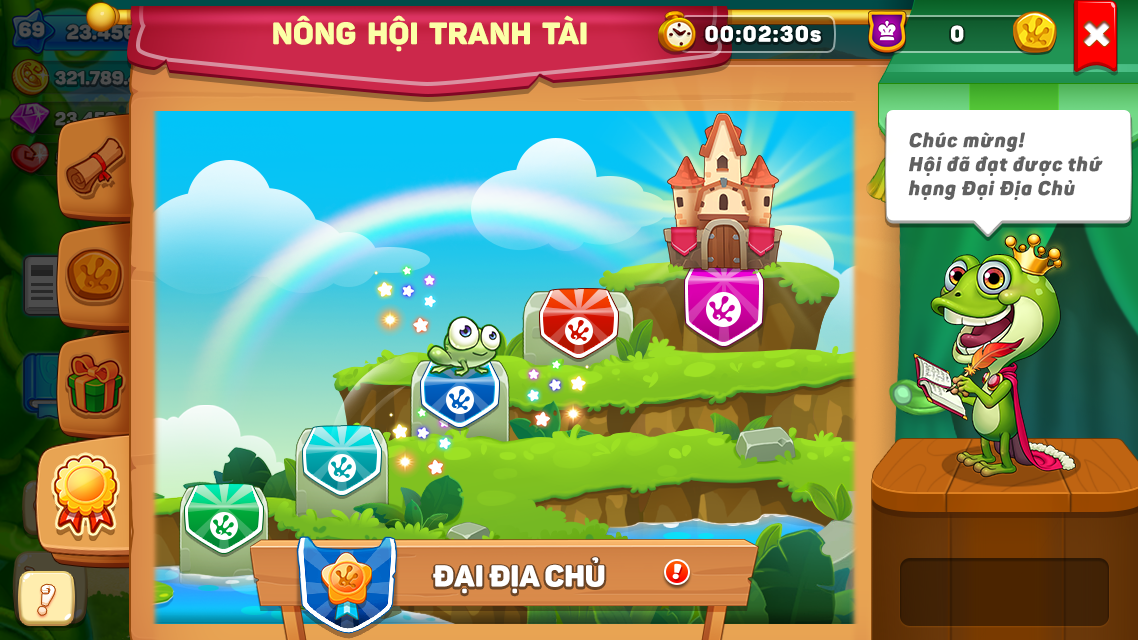 69
NÔNG HỘI TRANH TÀI
00:02:30s
0
321.789.
Chúc mừng!
Hội đã đạt được thứ
hạng Đại Địa Chủ
ĐẠI ĐỊA CHỦ
!
?